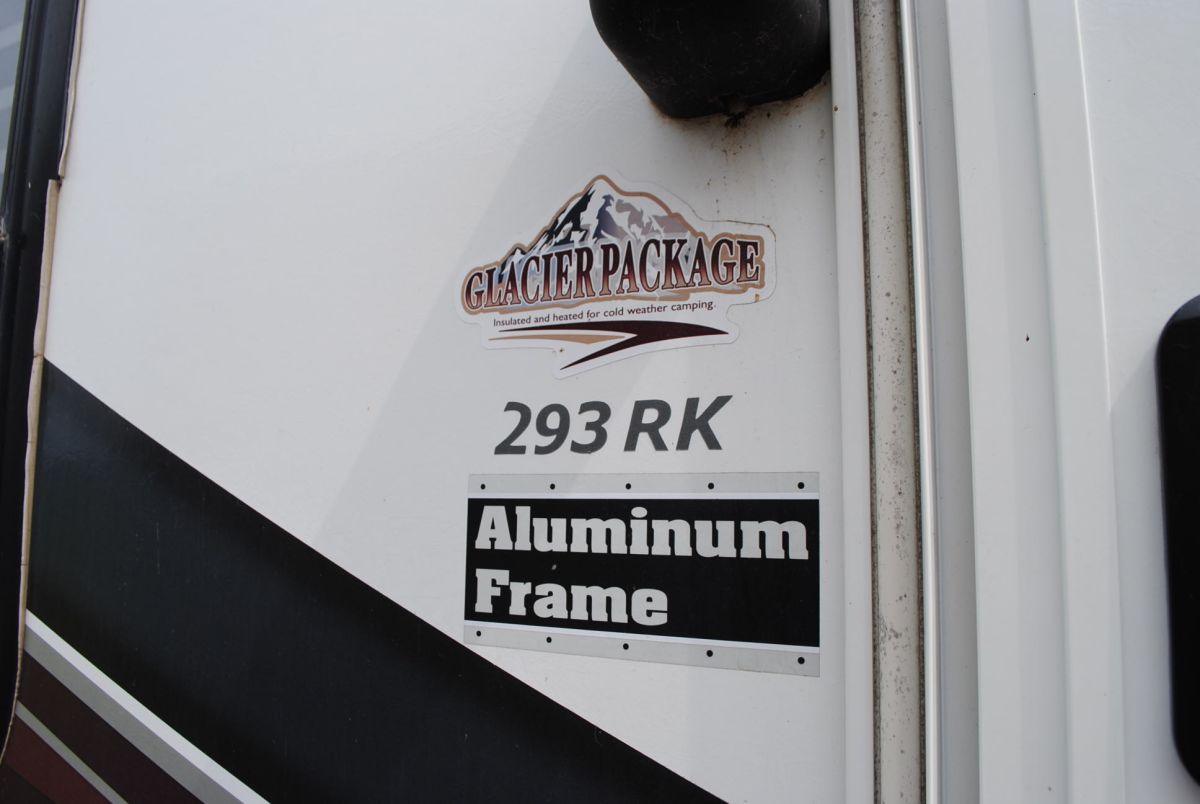 GLACIER PACKAGE
Insulated and heated for cold weather camping.
293 RK
Aluminum
Frame